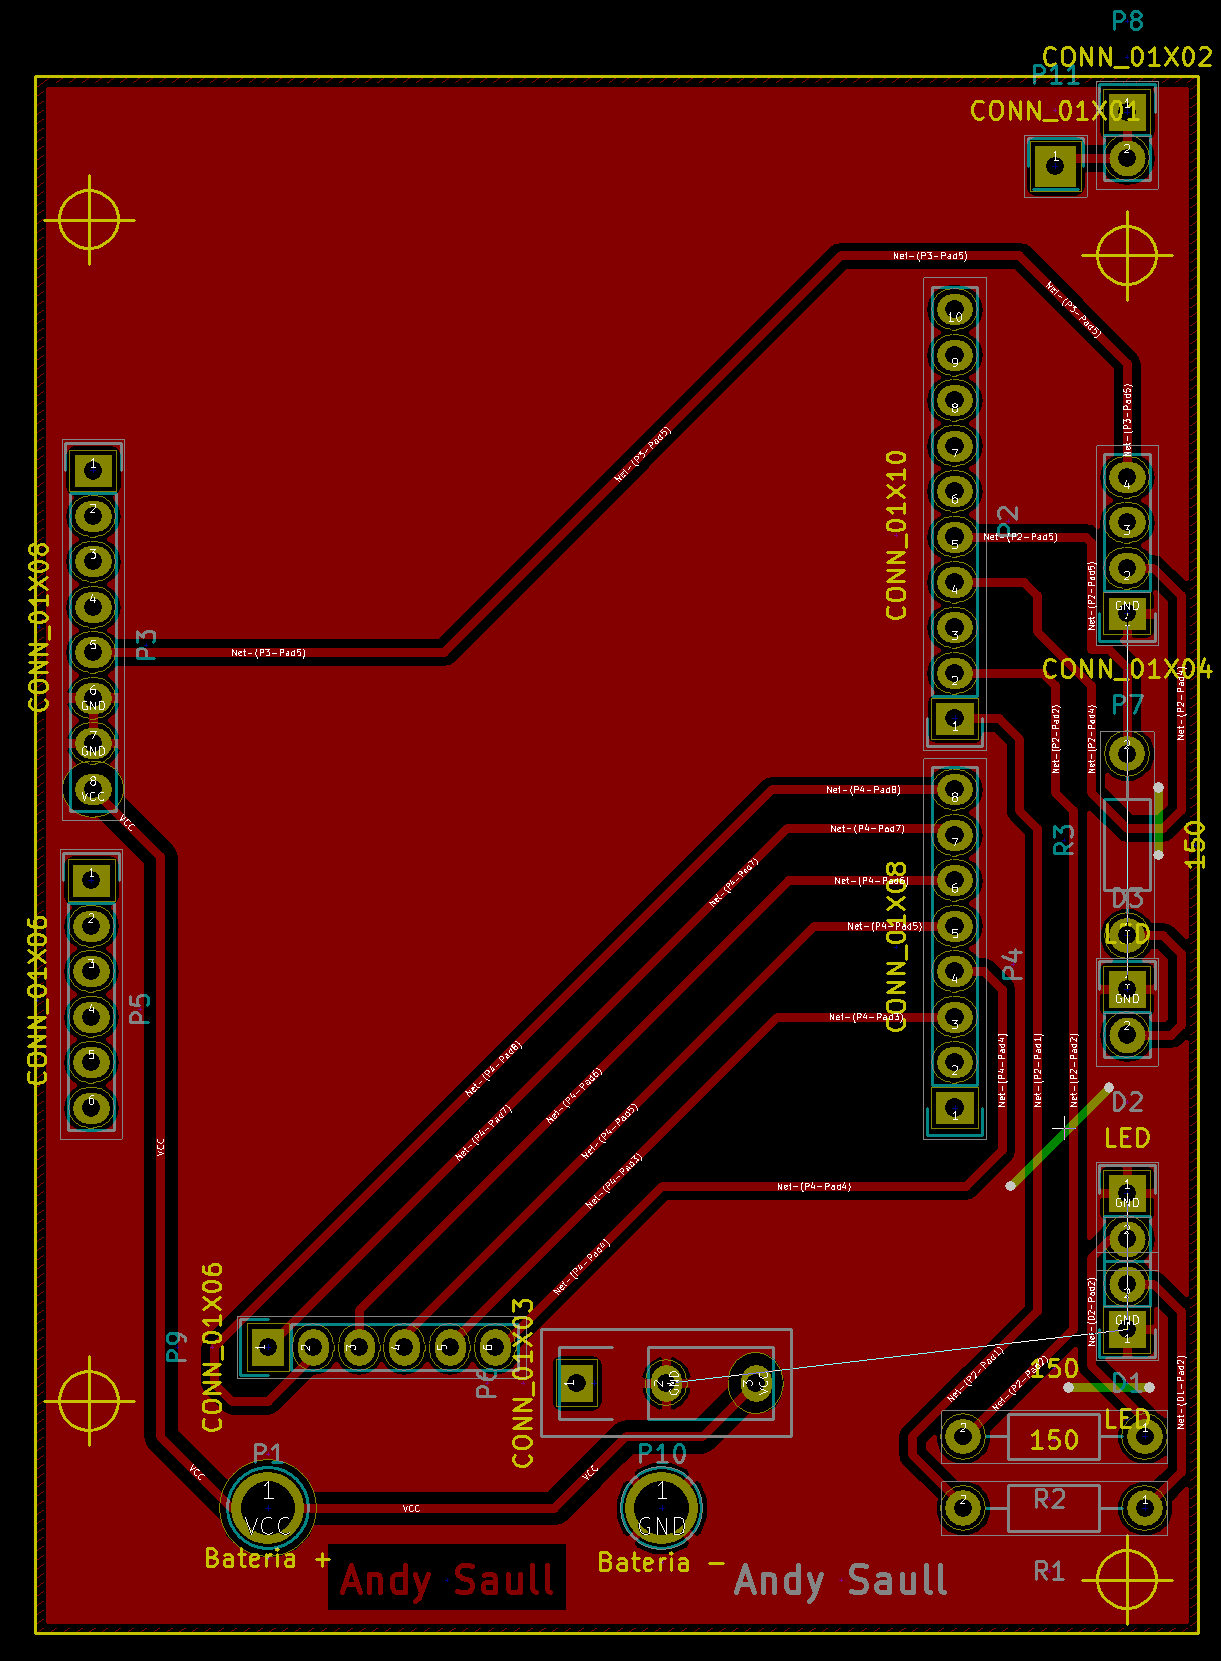 P8
CONN_01X02
P11
CONN_01X01
1
1
2
Net-(P3-Pad5)
Net-(P3-Pad5)
Net-(P3-Pad5)
Net-(P3-Pad5)
Net-(P3-Pad5)
10
9
8
7
6
5
4
3
2
1
CONN_01X10
P2
Net-(P2-Pad5)
Net-(P2-Pad5)
4
3
2
GND
1
CONN_01X04
P7
Net-(P2-Pad4)
Net-(P2-Pad4)
Net-(P2-Pad2)
1
2
3
4
5
6
GND
7
GND
8
VCC
CONN_01X08
P3
VCC
2
R3
150
D3
LED
1
GND
2
8
7
6
5
4
3
2
1
CONN_01X08
P4
Net-(P4-Pad8)
Net-(P4-Pad7)
Net-(P4-Pad6)
Net-(P4-Pad5)
Net-(P4-Pad3)
Net-(P4-Pad7)
Net-(P4-Pad8)
Net-(P4-Pad6)
Net-(P4-Pad7)
Net-(P4-Pad5)
Net-(P4-Pad3)
Net-(P4-Pad4)
Net-(P4-Pad4)
Net-(P4-Pad4)
Net-(P2-Pad1)
Net-(P2-Pad2)
1
2
3
4
5
6
CONN_01X06
P5
VCC
D2
LED
1
GND
2
2
GND
1
Net-(D2-Pad2)
Net-(D1-Pad2)
150
D1
LED
P9
CONN_01X06
1
2
3
4
5
6
P6
CONN_01X03
1
2
GND
3
VCC
Net-(P2-Pad1)
Net-(P2-Pad2)
2
150
1
R2
2
1
R1
P1
1
VCC
Bateria +
VCC
VCC
VCC
P10
1
GND
Bateria -
Andy Saull
Andy Saull